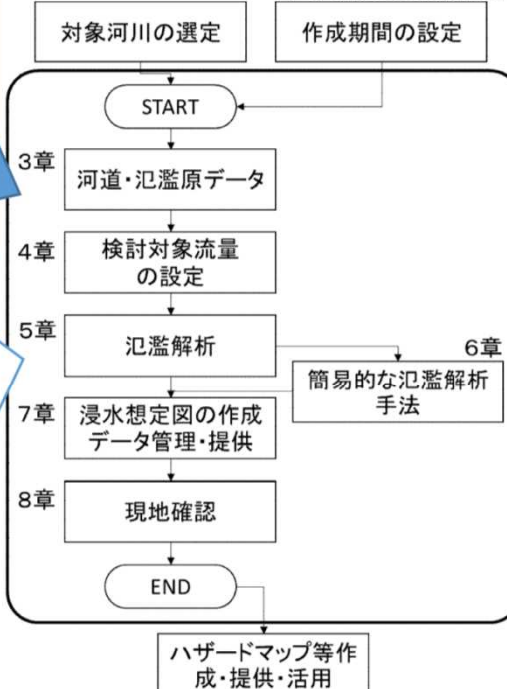 対象河川の選定
作成期間の設定
START
3章
河道・氾濫原データ
4章
検討対象流量
の設定
5章
氾濫解析
6章
簡易的な氾濫解析
手法
7章
浸水想定図の作成
データ管理・提供
8章
現地確認
END
ハザードマップ等作
成・提供・活用